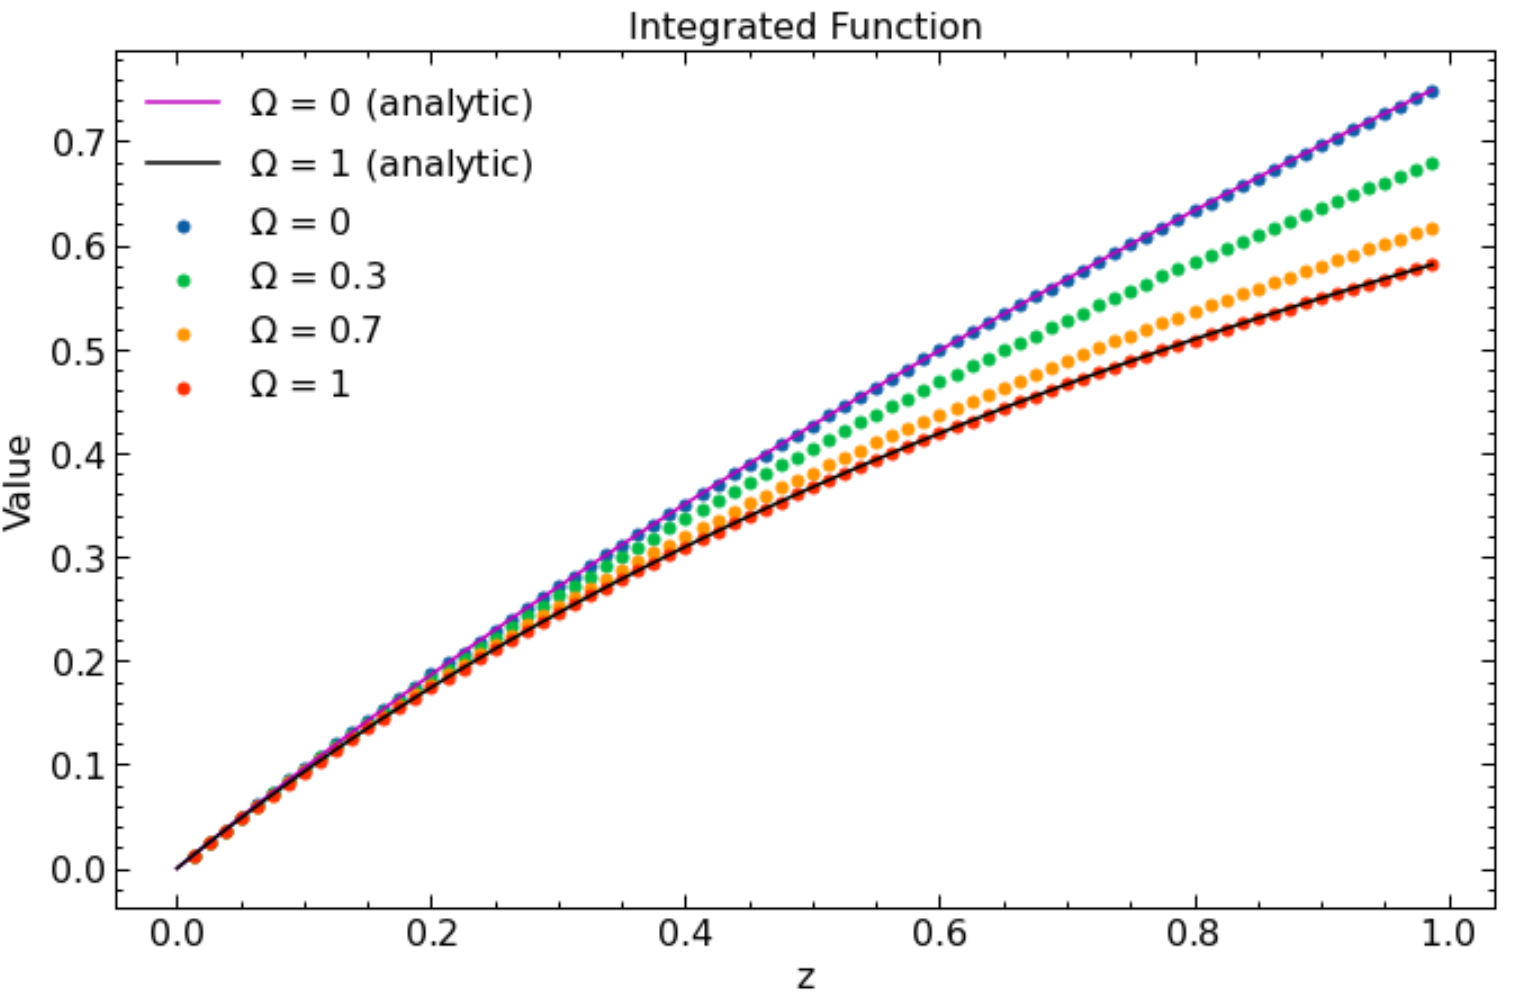 Integrated Function
Ω = 0 (analytic)
Ω = 1 (analytic)
Ω = 0
Ω = 0.3
Ω = 0.7
Ω = 1
Value
0.7
0.6
0.5
0.4
0.3
0.2
0.1
0.0
0.0 0.2 0.4 0.6 0.8 1.0
z